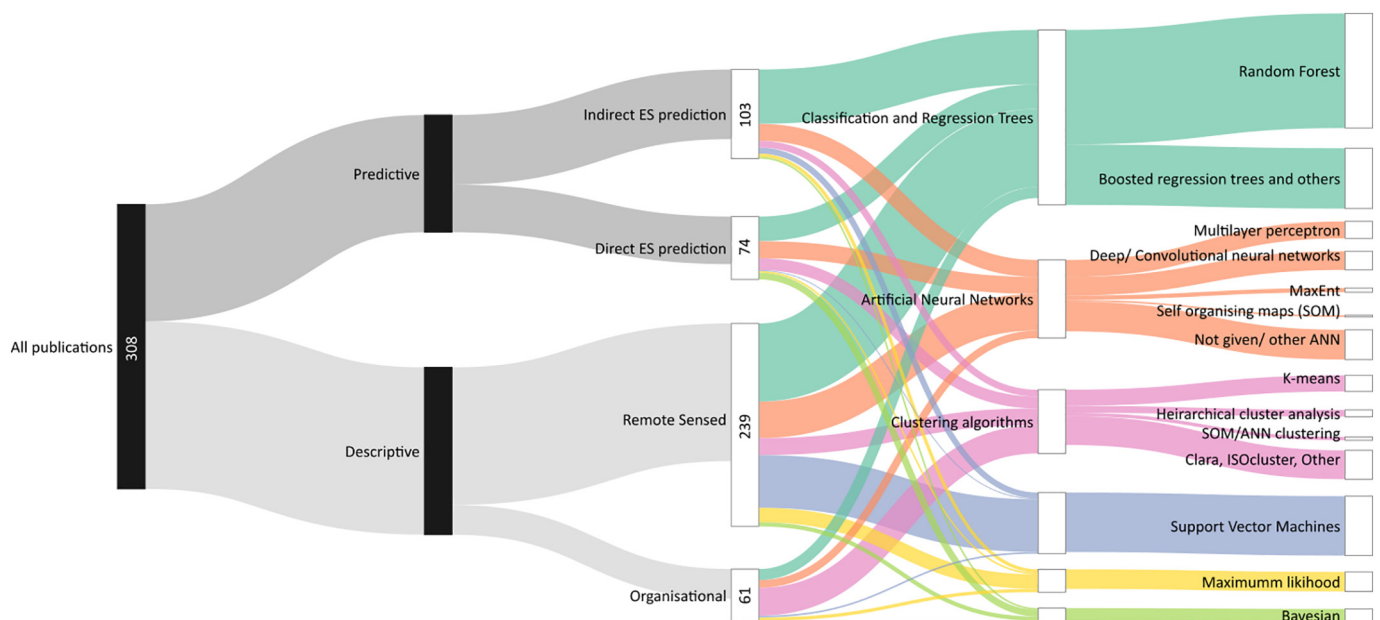 All publications
308
Predictive
Descriptive
Indirect ES prediction
103
Direct ES prediction
74
Remote Sensed
239
Organisational
61
Classification and Regression Trees
Artificial Neural Networks
Clustering algorithms
Random Forest
Boosted regression trees and others
Multilayer perceptron
Deep/ Convolutional neural networks
MaxEnt
Self organising maps (SOM)
Not given/ other ANN
K-means
Heirarchical cluster analysis
SOM/ANN clustering
Clara, ISOcluster, Other
Support Vector Machines
Maximumm likihood
Bayesian